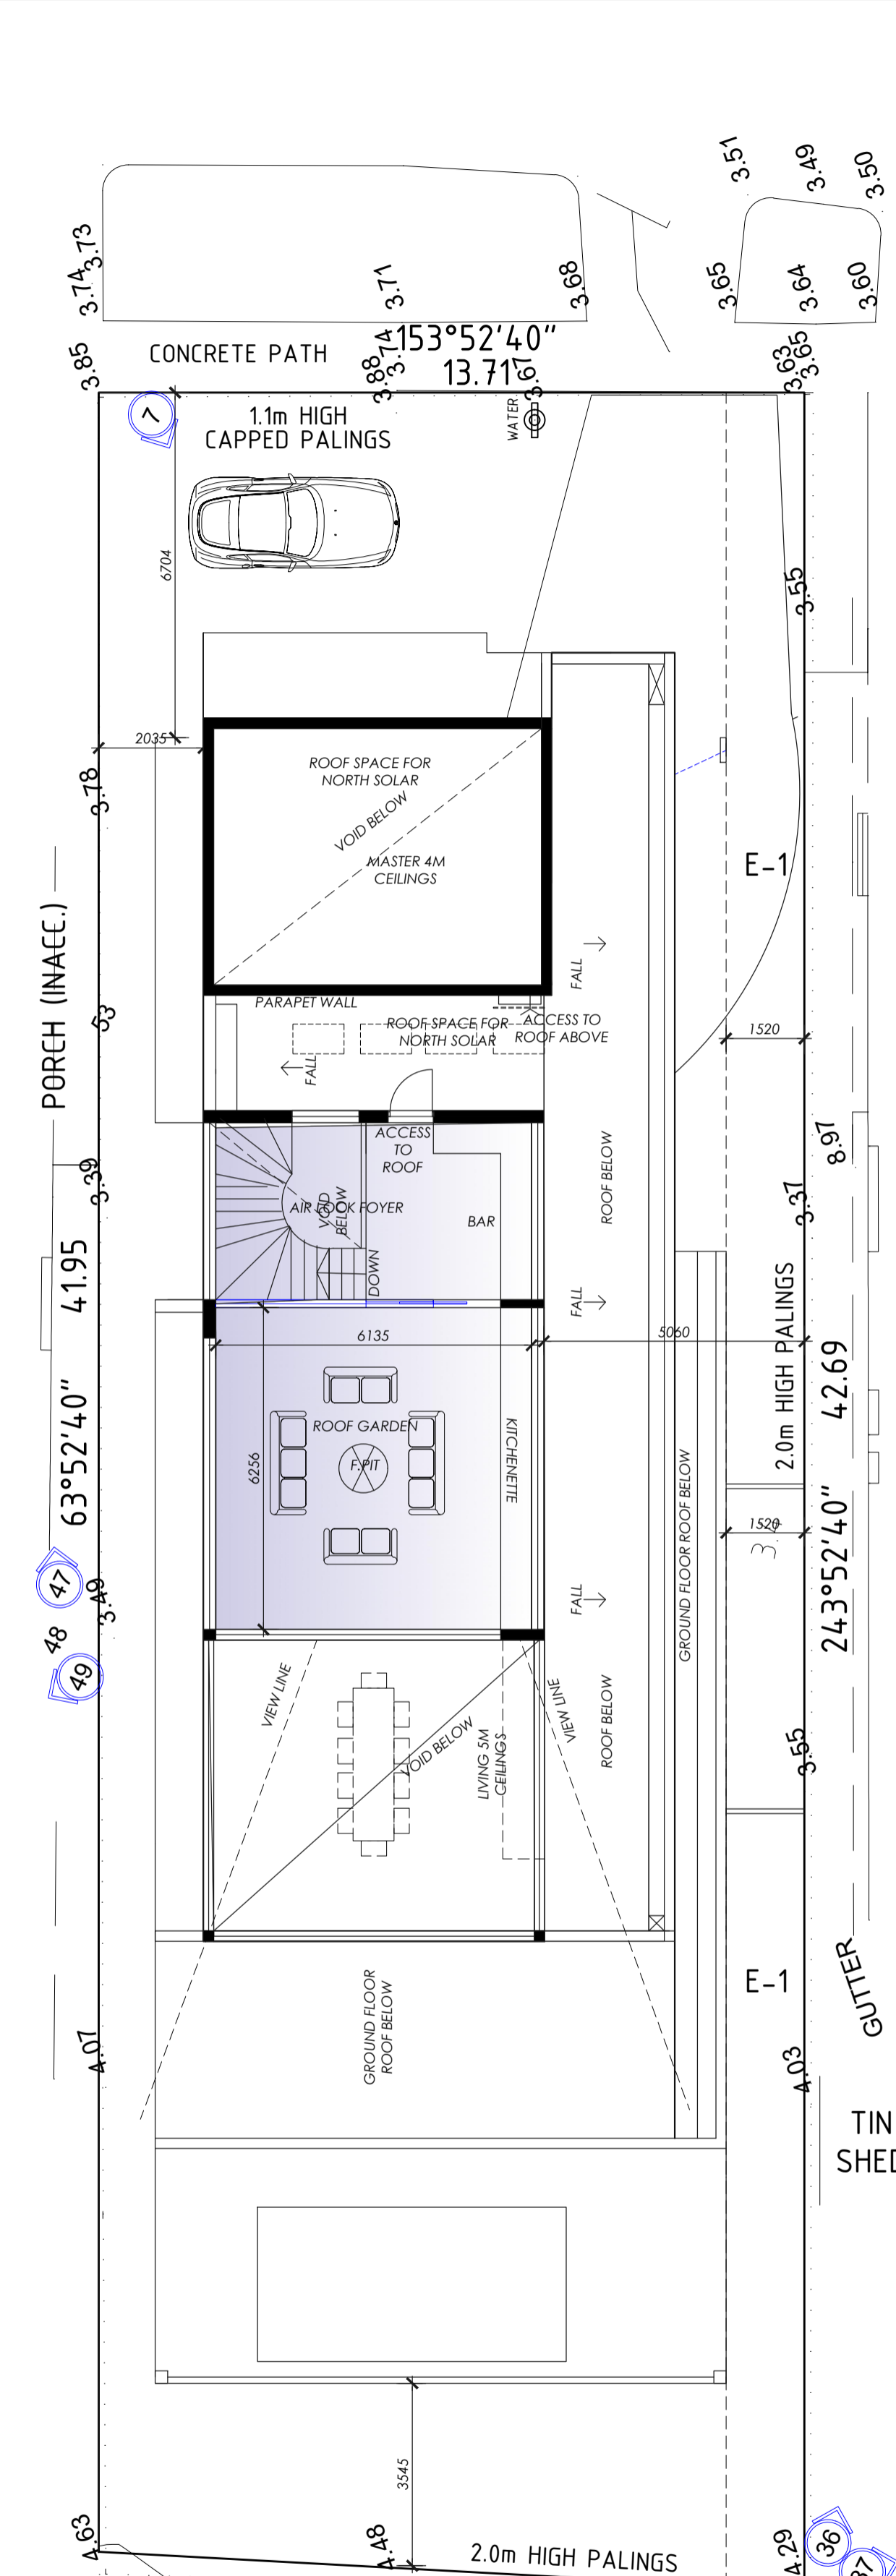 3.51
3.49
3.50
3.73
3.74
3.71
3.68
3.65
3.64
3.60
3.85
CONCRETE PATH
153°52'40"
13.71
3.74
3.88
3.67
3.63
3.65
7
1.1m HIGH
CAPPED PALINGS
WATER
6704
3.55
2035
3.78
ROOF SPACE FOR
NORTH SOLAR
VOID BELOW
MASTER 4M
CEILINGS
E-1
PORCH (INACC.)
53
FALL
PARAPET WALL
ROOF SPACE FOR
NORTH SOLAR
ACCESS TO
ROOF ABOVE
1520
FALL
8.97
ACCESS
TO
ROOF
3.39
ROOF BELOW
3.37
AIR LOCK FOYER
VOID
BELOW
BAR
DOWN
63°52'40" 41.95
FALL
6135
5060
2.0m HIGH PALINGS
243°52'40" 42.69
ROOF GARDEN
F.PIT
6256
KITCHENETTE
GROUND FLOOR ROOF BELOW
1520
47
48
49
3.49
FALL
VIEW LINE
VOID BELOW
LIVING 5M
CEILINGS
VIEW LINE
ROOF BELOW
3.55
GROUND FLOOR
ROOF BELOW
E-1
GUTTER
4.07
4.03
TIN
SHED
3545
4.63
4.48
2.0m HIGH PALINGS
4.29
36
37